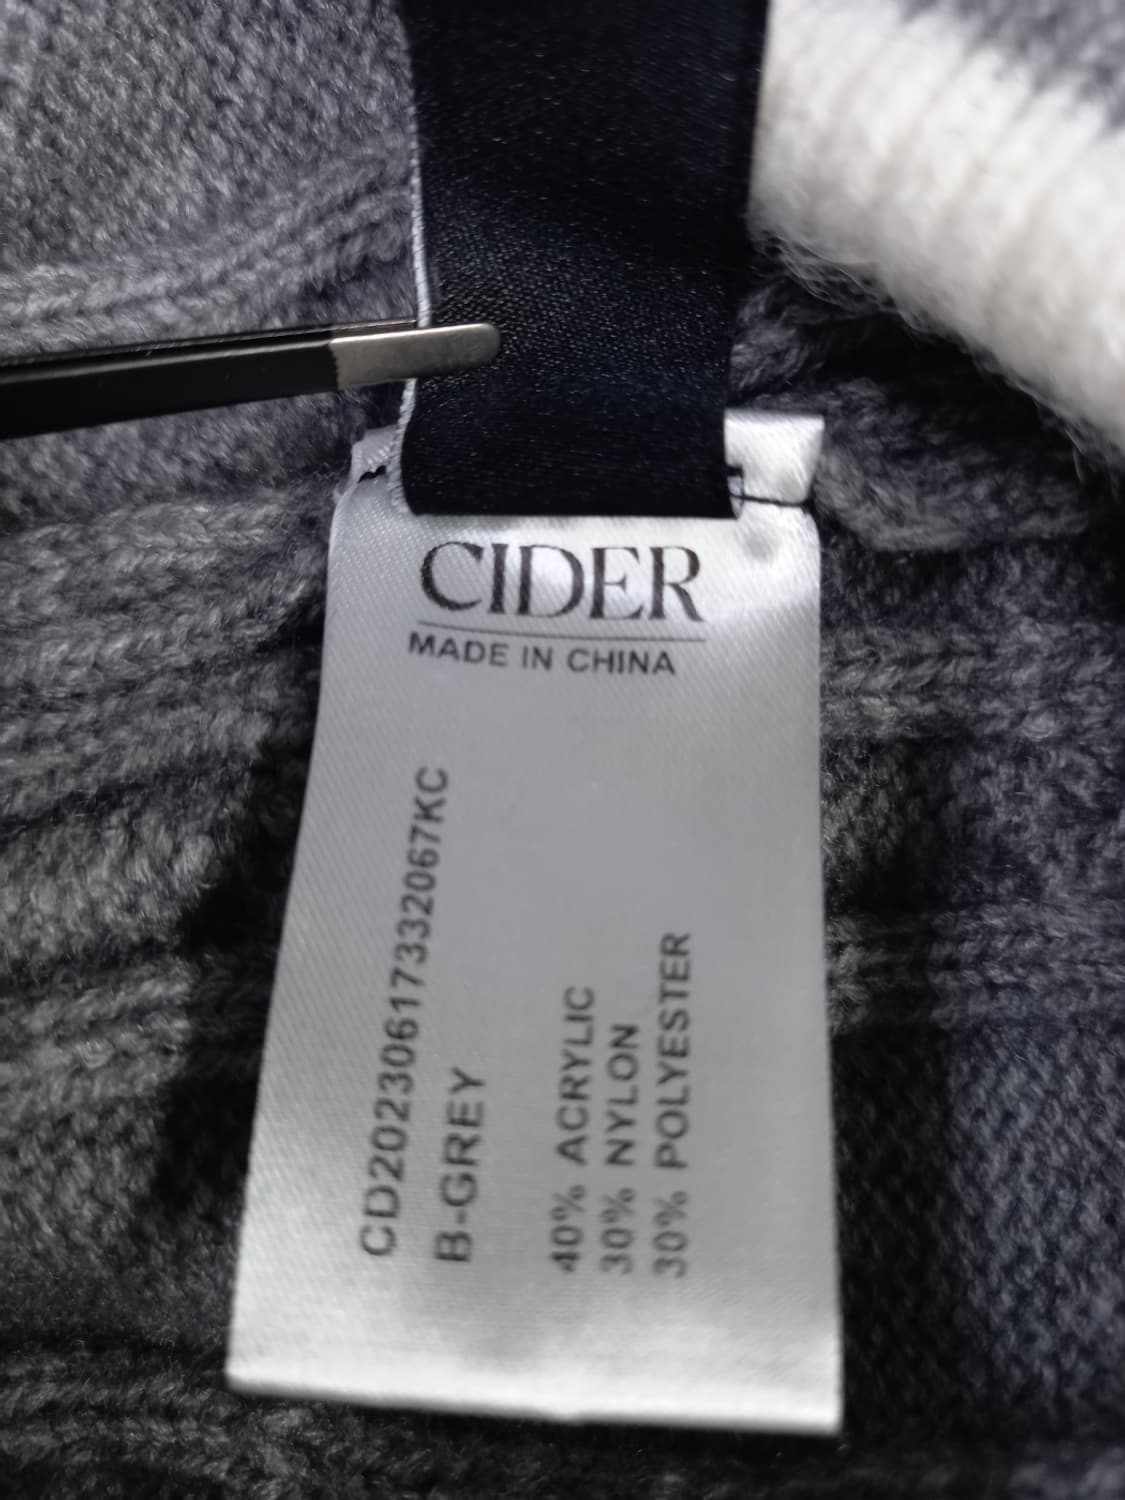 CIDER
MADE IN CHINA
CD20230617332067KC
B-GREY
40% ACRYLIC
30% NYLON
30% POLYESTER